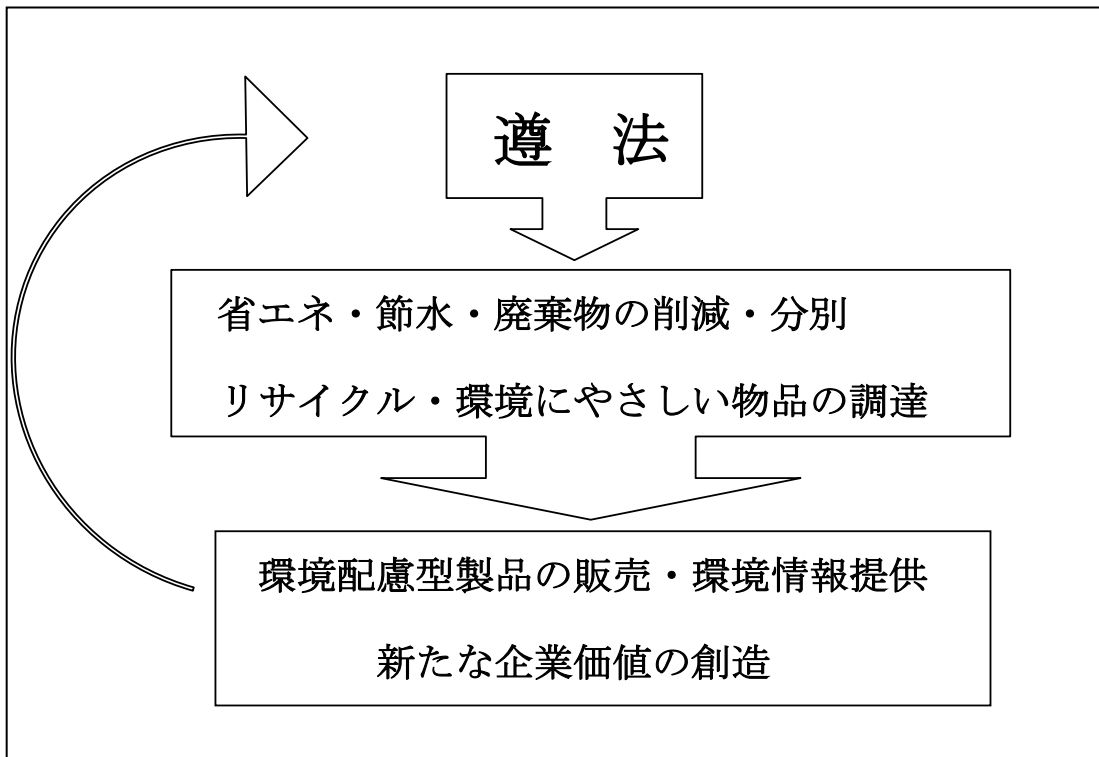 遵　法
省エネ・節水・廃棄物の削減・分別
リサイクル・環境にやさしい物品の調達
環境配慮型製品の販売・環境情報提供
新たな企業価値の創造